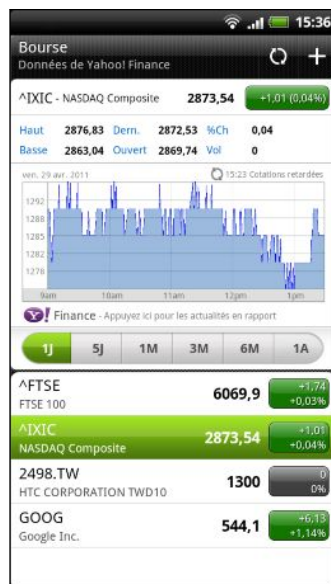 15:36
Bourse
Données de Yahoo! Finance
^IXIC - NASDAQ Composite 2873,54 +1,01 (0,04%)
Haut 2876,83 Dern. 2872,53 %Ch 0,04
Basse 2863,04 Ouvert 2869,74 Vol 0
ven. 29 avr. 2011 15:23 Cotations retardées
1292
1288
1285
1282
1278
9am 10am 11am 12pm 1pm
Y! Finance - Appuyez ici pour les actualités en rapport
1J 5J 1M 3M 6M 1A
^FTSE 6069,9 +1,74
FTSE 100 +0,03%
^IXIC 2873,54 +1,01
NASDAQ Composite +0,04%
2498.TW 1300 0
HTC CORPORATION TWD10 0%
GOOG 544,1 +6,13
Google Inc. +1,14%